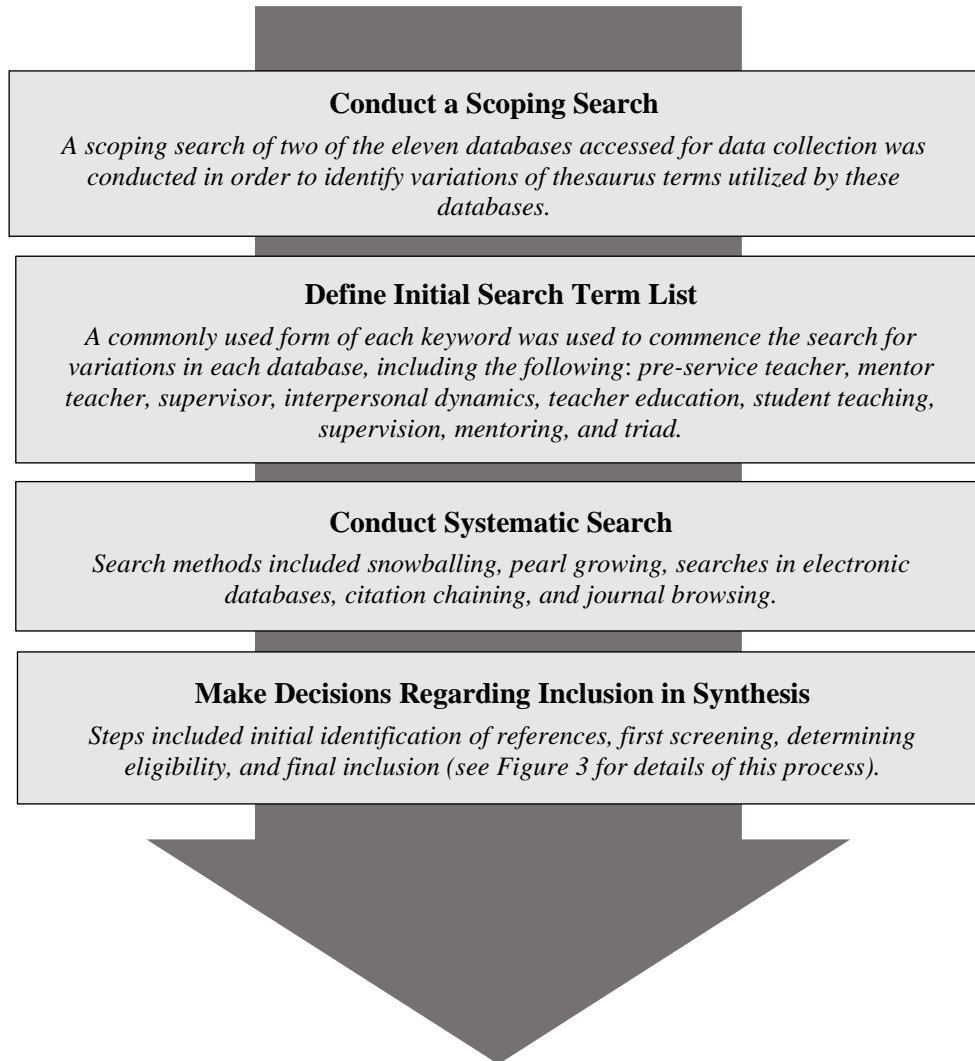 Conduct a Scoping Search
A scoping search of two of the eleven databases accessed for data collection was
conducted in order to identify variations of thesaurus terms utilized by these
databases.
Define Initial Search Term List
A commonly used form of each keyword was used to commence the search for
variations in each database, including the following: pre-service teacher, mentor
teacher, supervisor, interpersonal dynamics, teacher education, student teaching,
supervision, mentoring, and triad.
Conduct Systematic Search
Search methods included snowballing, pearl growing, searches in electronic
databases, citation chaining, and journal browsing.
Make Decisions Regarding Inclusion in Synthesis
Steps included initial identification of references, first screening, determining
eligibility, and final inclusion (see Figure 3 for details of this process).